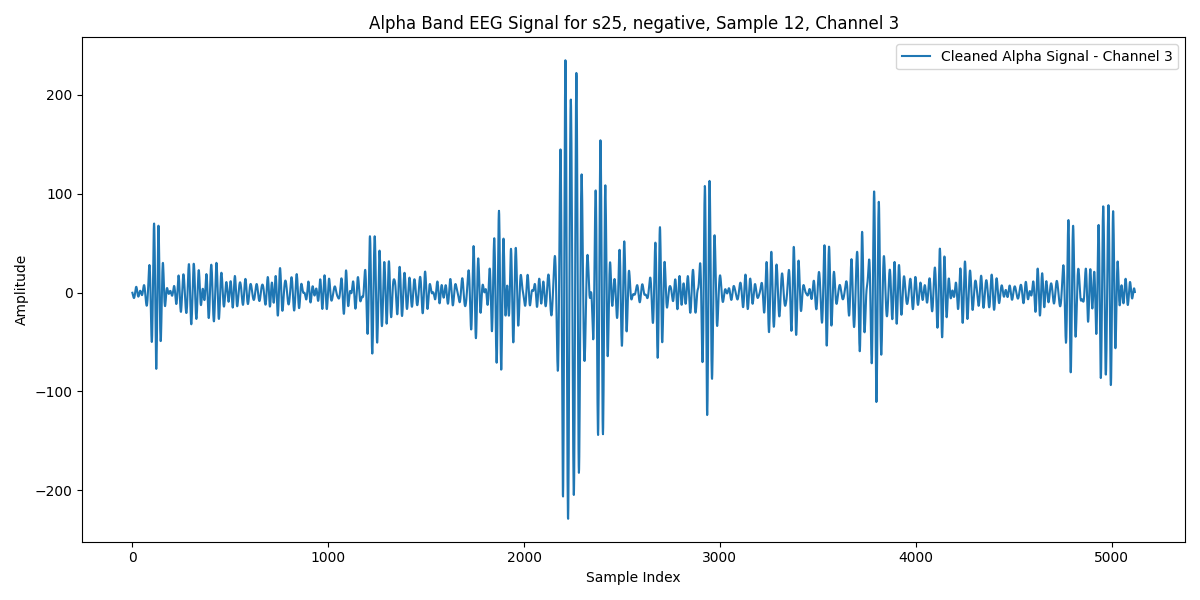 Alpha Band EEG Signal for s25, negative, Sample 12, Channel 3
Cleaned Alpha Signal - Channel 3
Amplitude
200
100
0
−100
−200
0 1000 2000 3000 4000 5000
Sample Index